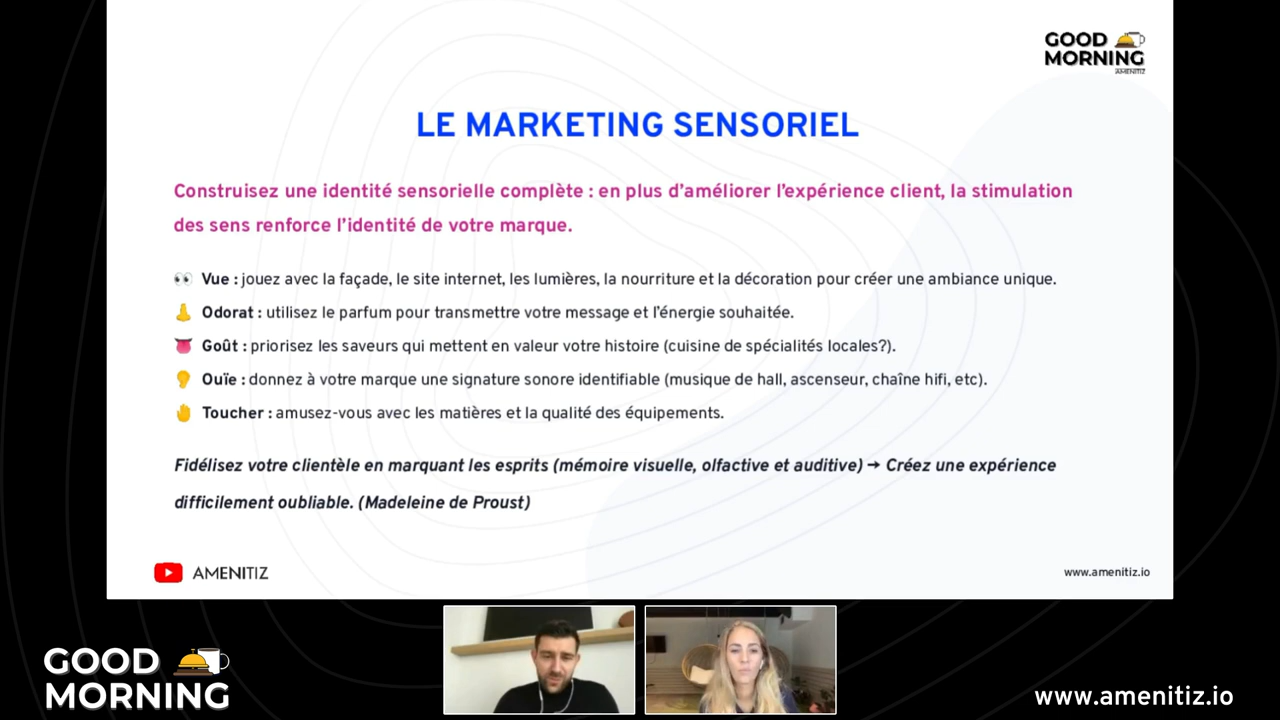 GOOD
MORNING
AMENITIZ
LE MARKETING SENSORIEL
Construisez une identité sensorielle complète : en plus d'améliorer l'expérience client, la stimulation
des sens renforce l'identité de votre marque.
Vue : jouez avec la façade, le site internet, les lumières, la nourriture et la décoration pour créer une ambiance unique.
Odorat : utilisez le parfum pour transmettre votre message et l'énergie souhaitée.
Goût : priorisez les saveurs qui mettent en valeur votre histoire (cuisine de spécialités locales?).
Ouïe : donnez à votre marque une signature sonore identifiable (musique de hall, ascenseur, chaîne hifi, etc).
Toucher : amusez-vous avec les matières et la qualité des équipements.
Fidélisez votre clientèle en marquant les esprits (mémoire visuelle, olfactive et auditive) → Créez une expérience
difficilement oubliable. (Madeleine de Proust)
AMENITIZ
www.amenitiz.io
GOOD
MORNING
www.amenitiz.io